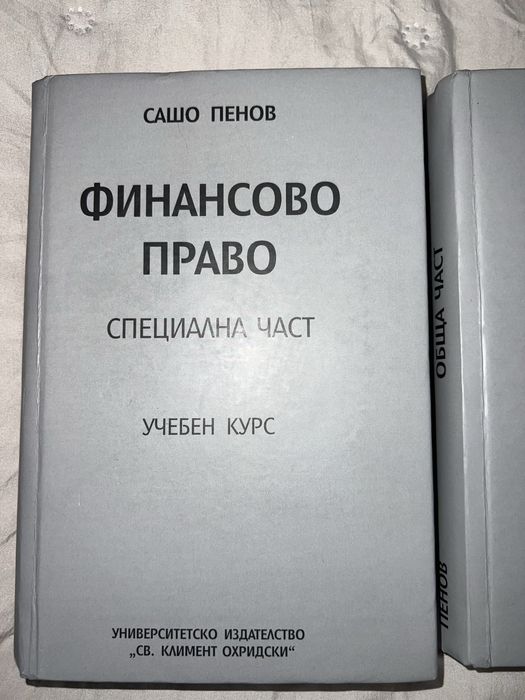 САШО ПЕНОВ
ФИНАНСОВО
ПРАВО
СПЕЦИАЛНА ЧАСТ
УЧЕБЕН КУРС
УНИВЕРСИТЕТСКО ИЗДАТЕЛСТВО
„СВ. КЛИМЕНТ ОХРИДСКИ“
ПЕНОВ
ОБЩА ЧАСТ